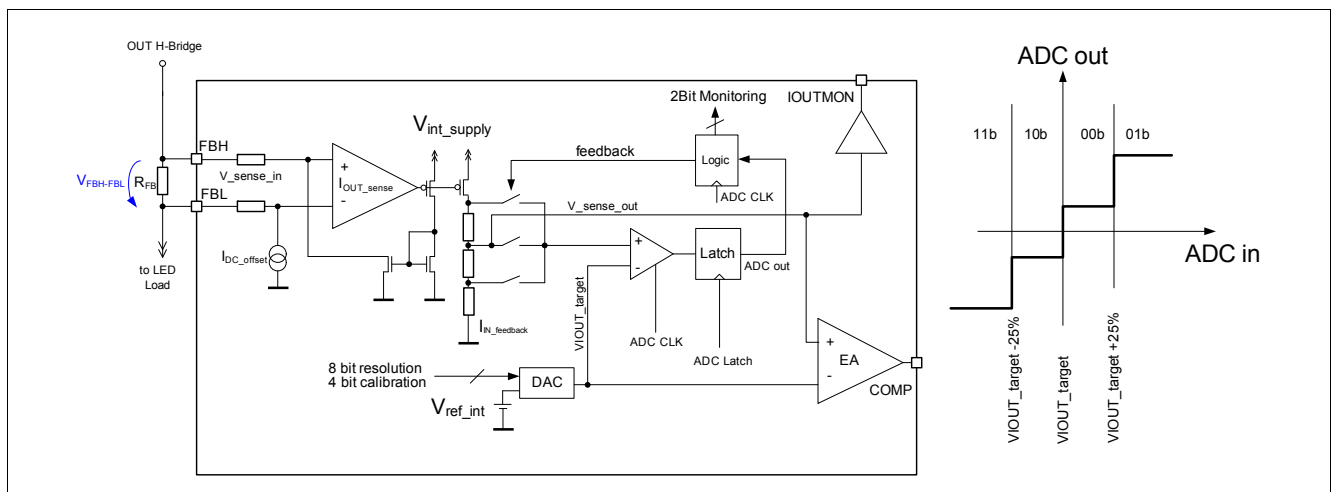 OUT H-Bridge
FBH
V_sense_in
V_FBH-FBL
R_FB
FBL
to LED
Load
I_DC_offset
+
I_OUT_sense
-
V_int_supply
feedback
2Bit Monitoring
Logic
ADC CLK
IOUTMON
V_sense_out
+
-
Latch
ADC out
VIOUT_target
I_IN_feedback
ADC CLK
ADC Latch
8 bit resolution
4 bit calibration
DAC
V_ref_int
+
EA
-
COMP
ADC out
11b
10b
00b
01b
ADC in
VIOUT_target -25%
VIOUT_target
VIOUT_target +25%